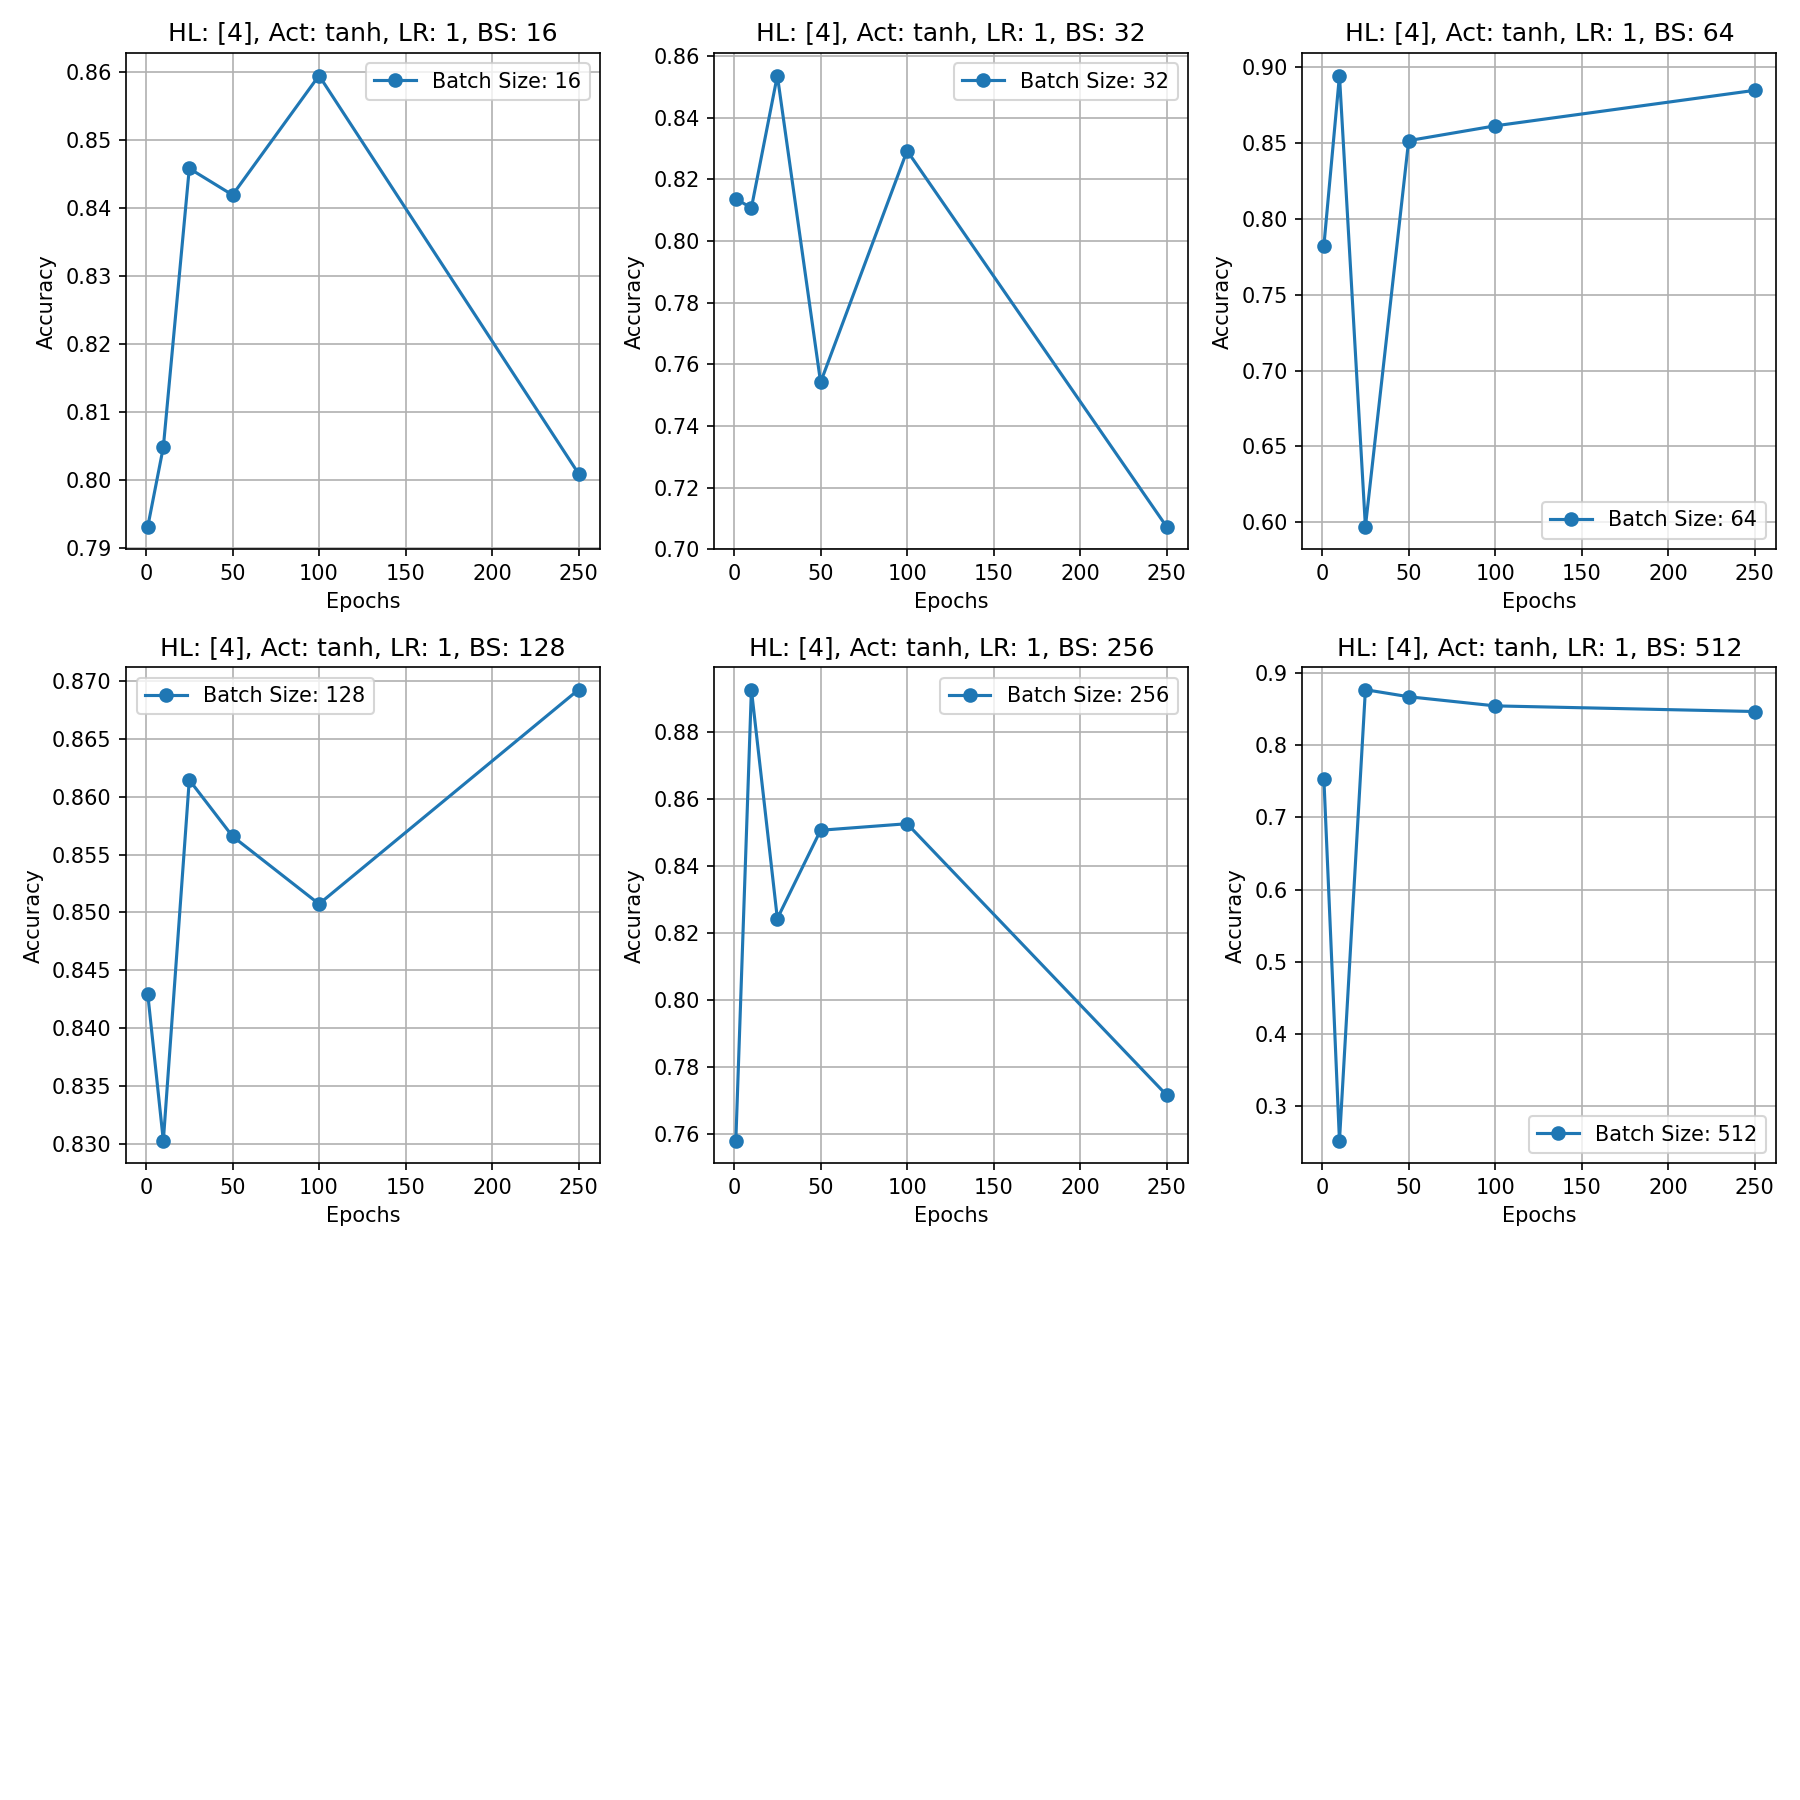 HL: [4], Act: tanh, LR: 1, BS: 16
Batch Size: 16
Accuracy
0.86
0.85
0.84
0.83
0.82
0.81
0.80
0.79
0 50 100 150 200 250
Epochs
HL: [4], Act: tanh, LR: 1, BS: 32
Batch Size: 32
Accuracy
0.86
0.84
0.82
0.80
0.78
0.76
0.74
0.72
0.70
0 50 100 150 200 250
Epochs
HL: [4], Act: tanh, LR: 1, BS: 64
Batch Size: 64
Accuracy
0.90
0.85
0.80
0.75
0.70
0.65
0.60
0 50 100 150 200 250
Epochs
HL: [4], Act: tanh, LR: 1, BS: 128
Batch Size: 128
Accuracy
0.870
0.865
0.860
0.855
0.850
0.845
0.840
0.835
0.830
0 50 100 150 200 250
Epochs
HL: [4], Act: tanh, LR: 1, BS: 256
Batch Size: 256
Accuracy
0.88
0.86
0.84
0.82
0.80
0.78
0.76
0 50 100 150 200 250
Epochs
HL: [4], Act: tanh, LR: 1, BS: 512
Batch Size: 512
Accuracy
0.9
0.8
0.7
0.6
0.5
0.4
0.3
0 50 100 150 200 250
Epochs